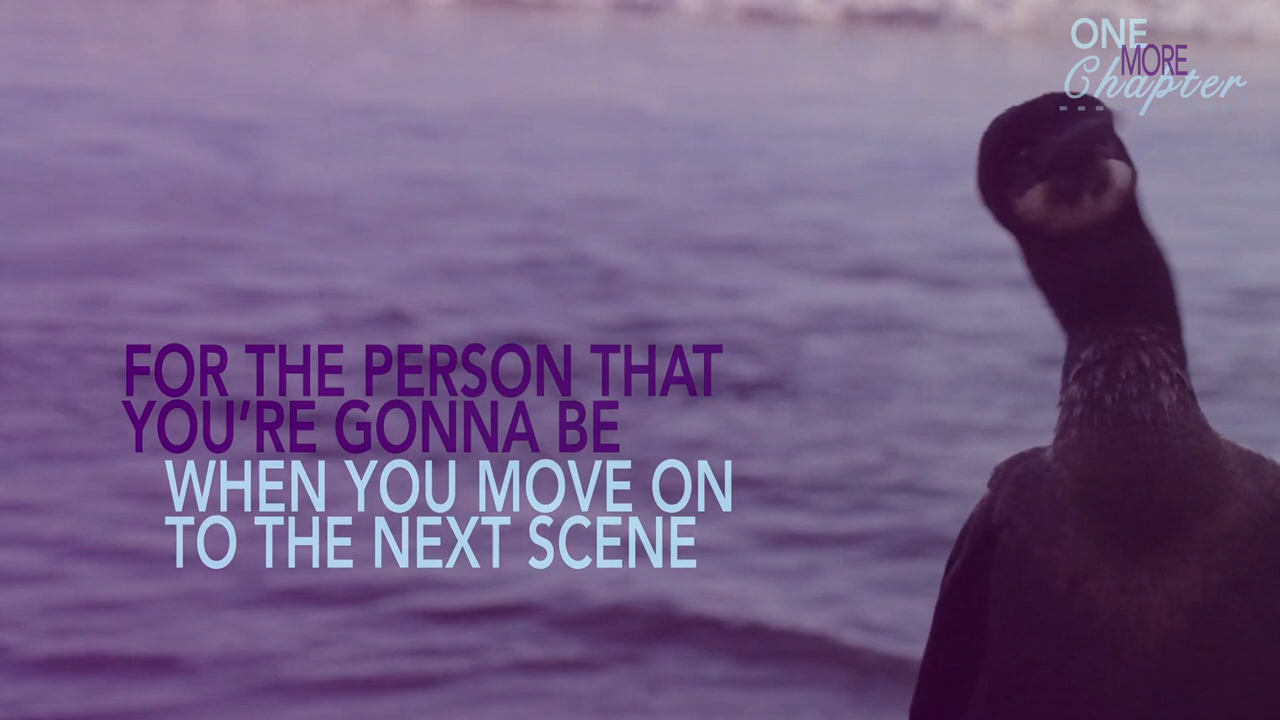 ONE
MORE
Chapter
FOR THE PERSON THAT
YOU'RE GONNA BE
WHEN YOU MOVE ON
TO THE NEXT SCENE